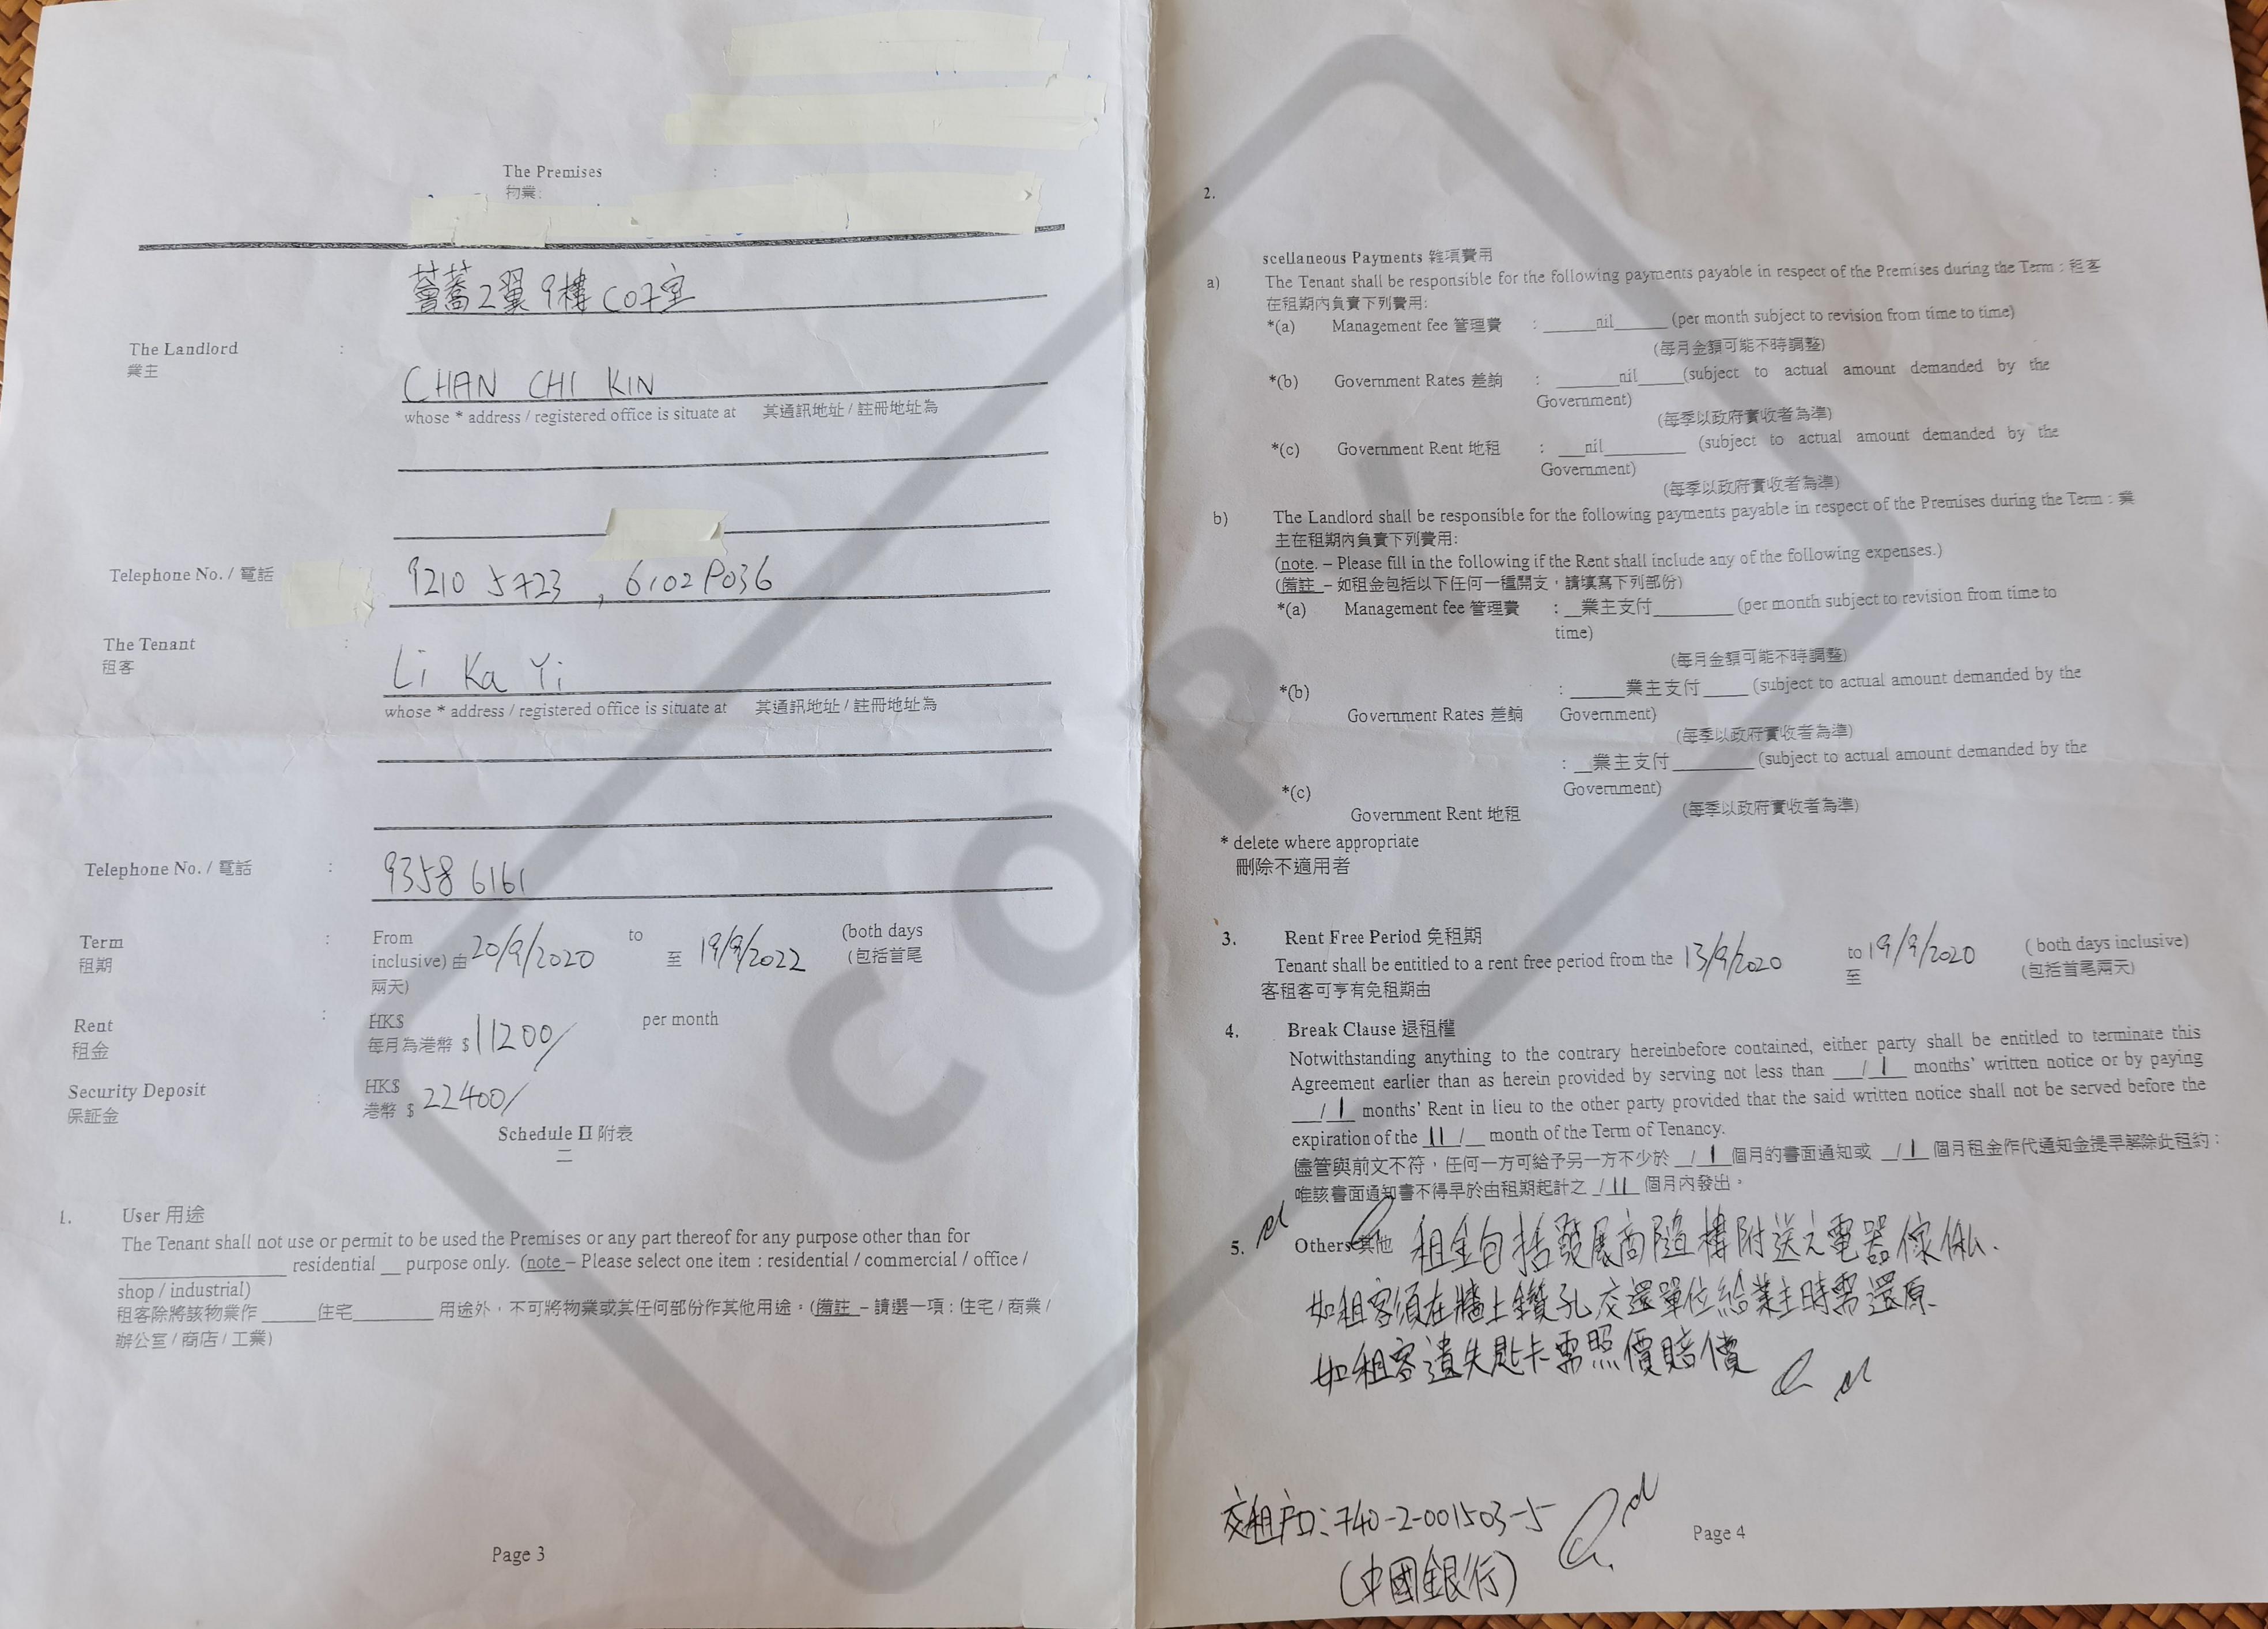 The Premises :
物業:
薈蕎2翼9樓C07室
The Landlord :
業主
CHAN CHI KIN
whose * address / registered office is situate at 其通訊地址 / 註冊地址為
Telephone No. / 電話
9210 5723 , 6102 9036
The Tenant :
租客
Li Ka Yi
whose * address / registered office is situate at 其通訊地址 / 註冊地址為
Telephone No. / 電話 :
9358 6161
Term : From 20/9/2020 to 19/9/2022 (both days
租期 inclusive) 由 至 (包括首尾
兩天)
Rent : HK$ per month
租金 每月為港幣 $ 11200/
Security Deposit : HK$
保証金 港幣 $ 22400/
Schedule II 附表
二
1. User 用途
The Tenant shall not use or permit to be used the Premises or any part thereof for any purpose other than for
residential purpose only. (note – Please select one item : residential / commercial / office /
shop / industrial)
租客除將該物業作 住宅 用途外，不可將物業或其任何部份作其他用途。(備註 – 請選一項 : 住宅 / 商業 /
辦公室 / 商店 / 工業)
Page 3
2.
scellaneous Payments 雜項費用
a) The Tenant shall be responsible for the following payments payable in respect of the Premises during the Term : 租客
在租期內負責下列費用:
*(a) Management fee 管理費 : nil (per month subject to revision from time to time)
(每月金額可能不時調整)
*(b) Government Rates 差餉 : nil (subject to actual amount demanded by the
Government)
(每季以政府實收者為準)
*(c) Government Rent 地租 : nil (subject to actual amount demanded by the
Government)
(每季以政府實收者為準)
b) The Landlord shall be responsible for the following payments payable in respect of the Premises during the Term : 業
主在租期內負責下列費用:
(note. – Please fill in the following if the Rent shall include any of the following expenses.)
(備註 – 如租金包括以下任何一種開支，請填寫下列部份)
*(a) Management fee 管理費 : 業主支付 (per month subject to revision from time to
time)
(每月金額可能不時調整)
*(b) : 業主支付 (subject to actual amount demanded by the
Government Rates 差餉 Government)
(每季以政府實收者為準)
: 業主支付 (subject to actual amount demanded by the
*(c) Government)
Government Rent 地租 (每季以政府實收者為準)
* delete where appropriate
刪除不適用者
3. Rent Free Period 免租期
Tenant shall be entitled to a rent free period from the 13/9/2020 to 19/9/2020 ( both days inclusive)
客租客可享有免租期由 至 (包括首尾兩天)
4. Break Clause 退租權
Notwithstanding anything to the contrary hereinbefore contained, either party shall be entitled to terminate this
Agreement earlier than as herein provided by serving not less than / 1 months' written notice or by paying
/ 1 months' Rent in lieu to the other party provided that the said written notice shall not be served before the
expiration of the 11 / month of the Term of Tenancy.
儘管與前文不符，任何一方可給予另一方不少於 / 1 個月的書面通知或 / 1 個月租金作代通知金提早解除此租約：
唯該書面通知書不得早於由租期起計之 / 11 個月內發出。
5. Others 其他 租金包括發展商隨樓附送之電器傢俬.
如租客須在牆上鑽孔交還單位給業主時需還原.
如租客遺失匙卡需照價賠償
交租户口: 740-2-001503-5
(中國銀行)
Page 4
COPY